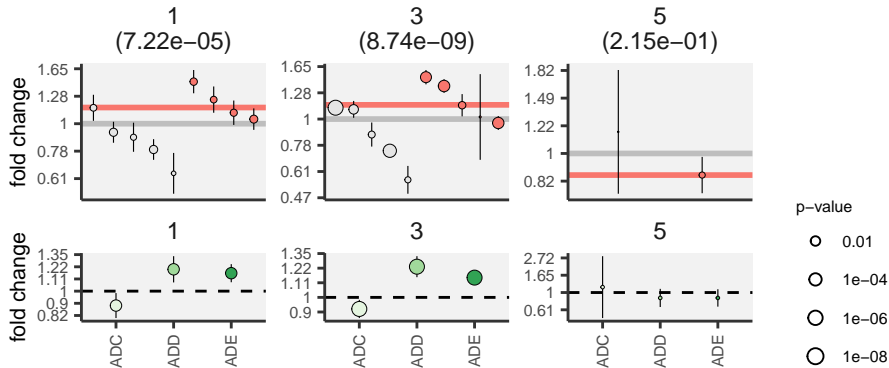 1
(7.22e−05)
3
(8.74e−09)
5
(2.15e−01)
fold change
1.65
1.28
1
0.78
0.61
1.65
1.28
1
0.78
0.61
0.47
1.82
1.49
1.22
1
0.82
1
3
5
fold change
1.35
1.22
1.11
1
0.9
0.82
1.35
1.22
1.11
1
0.9
2.72
1.65
1
0.61
ADC
ADD
ADE
ADC
ADD
ADE
ADC
ADD
ADE
p−value
0.01
1e−04
1e−06
1e−08